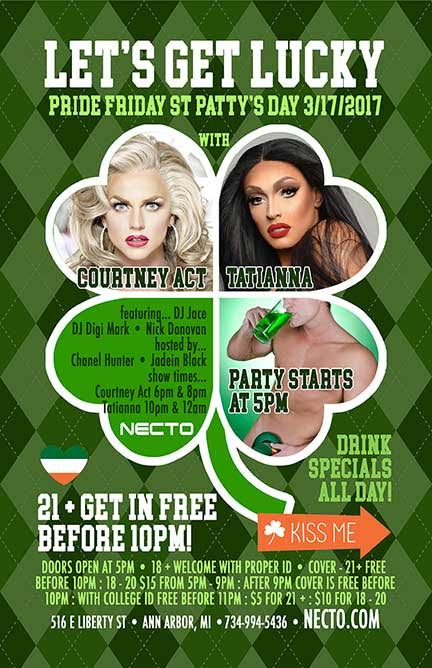 LET'S GET LUCKY
PRIDE FRIDAY ST PATTY'S DAY 3/17/2017
WITH
COURTNEY ACT
TATIANNA
featuring... DJ Jace
DJ Digi Mark • Nick Donovan
hosted by...
Chanel Hunter • Jadein Black
show times...
Courtney Act 6pm & 8pm
Tatianna 10pm & 12am
NECTO
PARTY STARTS
AT 5PM
DRINK
SPECIALS
ALL DAY!
21 + GET IN FREE
BEFORE 10PM!
KISS ME
DOORS OPEN AT 5PM • 18 + WELCOME WITH PROPER ID • COVER - 21+ FREE
BEFORE 10PM : 18 - 20 $15 FROM 5PM - 9PM : AFTER 9PM COVER IS FREE BEFORE
10PM : WITH COLLEGE ID FREE BEFORE 11PM : $5 FOR 21 + : $10 FOR 18 - 20
516 E LIBERTY ST • ANN ARBOR, MI • 734-994-5436 • NECTO.COM